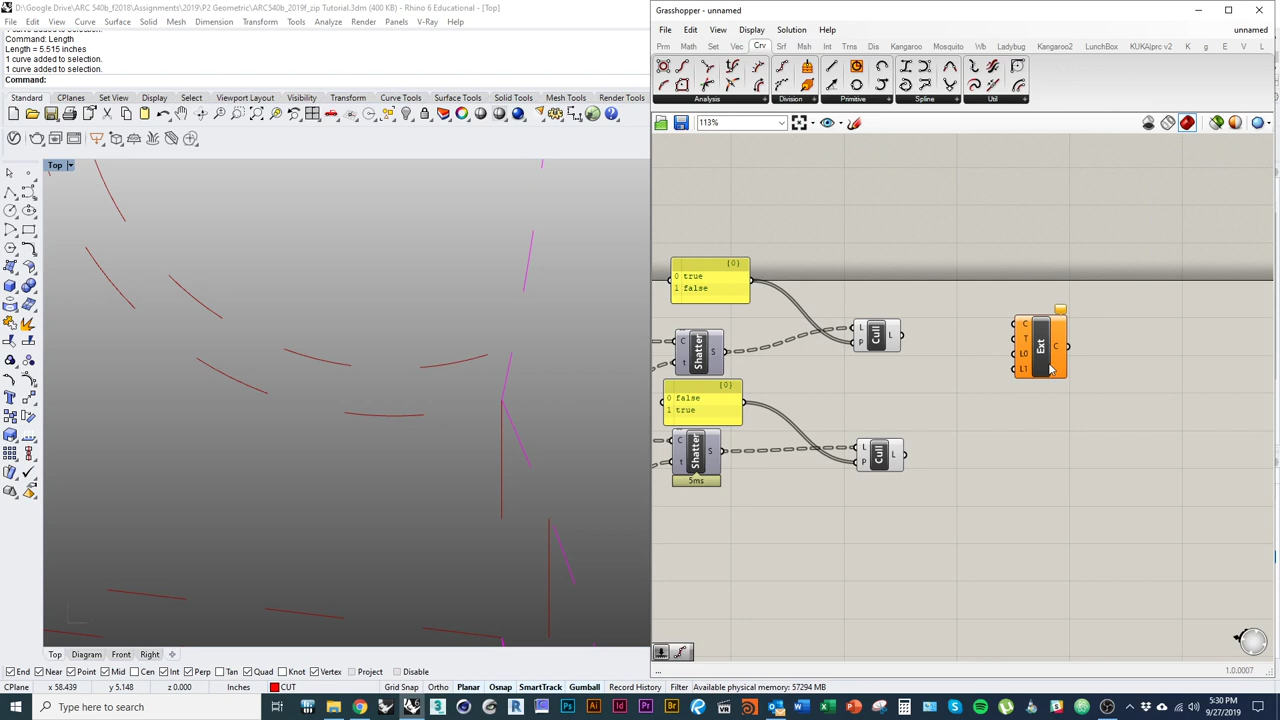 S:\Google.Drive\ARC 540b_f2018\Assignments\2019\P2 Geometric\ARC540b_2019f_zip Tutorial.3dm (400 KB) - Rhino 6 Educational - [Top]
File Edit View Curve Surface Solid Mesh Dimension Transform Tools Analyze Render Panels V-Ray Help
1 curve added to selection.
Command: Length
Length = 5.515 inches
1 curve added to selection.
1 curve added to selection.
Command:
Standard CPlanes Set View Display Select Viewport Layout Visibility Transform Curve Tools Surface Tools Solid Tools Mesh Tools Render Tools
Top
Top Diagram Front Right
End Near Point Mid Cen Int Perp Tan Quad Knot Vertex Project Disable
CPlane x 58.439 y 5.148 z 0.000 Inches CUT Grid Snap Ortho Planar Osnap SmartTrack Gumball Record History Filter Available physical memory: 57294 MB
Grasshopper - unnamed
File Edit View Display Solution Help unnamed
Prm Math Set Vec Crv Srf Msh Int Trns Dis Kangaroo Mosquito Wb Ladybug Kangaroo2 LunchBox KUKA|prc v2 K g E V L
Analysis Division Primitive Spline Util
113%
{0}
0 true
1 false
C
t
Shatter
S
L
P
Cull
L
C
T
L0
L1
Ext
C
{0}
0 false
1 true
C
t
Shatter
S
5ms
L
P
Cull
L
...
1.0.0007
Type here to search
5:30 PM
9/27/2019